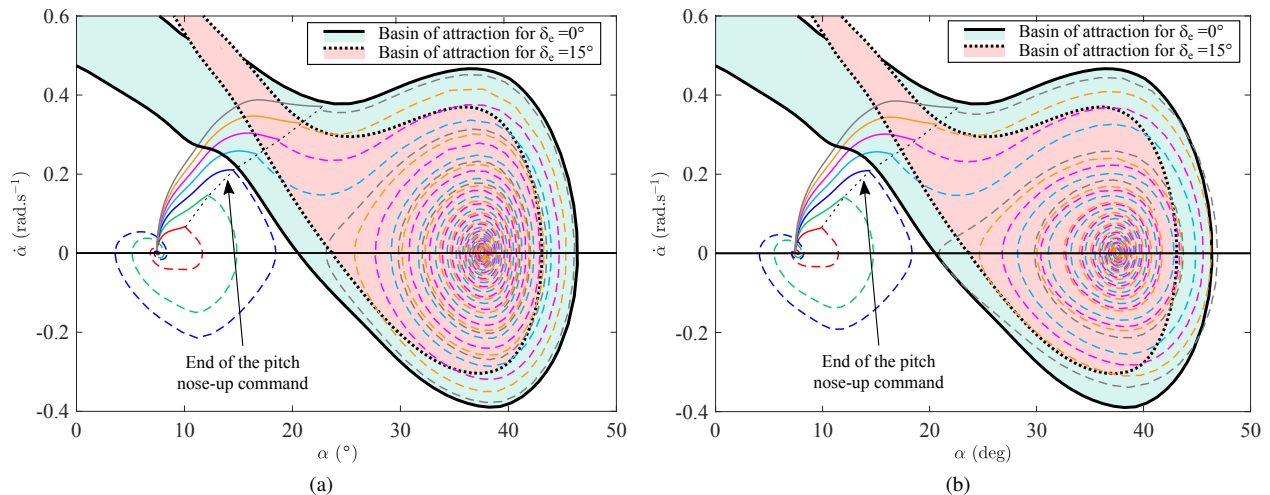 Basin of attraction for δe =0°
Basin of attraction for δe =15°
0.6
0.4
0.2
0
-0.2
-0.4
α̇ (rad.s⁻¹)
End of the pitch
nose-up command
0 10 20 30 40 50
α (°)
(a)
Basin of attraction for δe =0°
Basin of attraction for δe =15°
0.6
0.4
0.2
0
-0.2
-0.4
α̇ (rad.s⁻¹)
End of the pitch
nose-up command
0 10 20 30 40 50
α (deg)
(b)